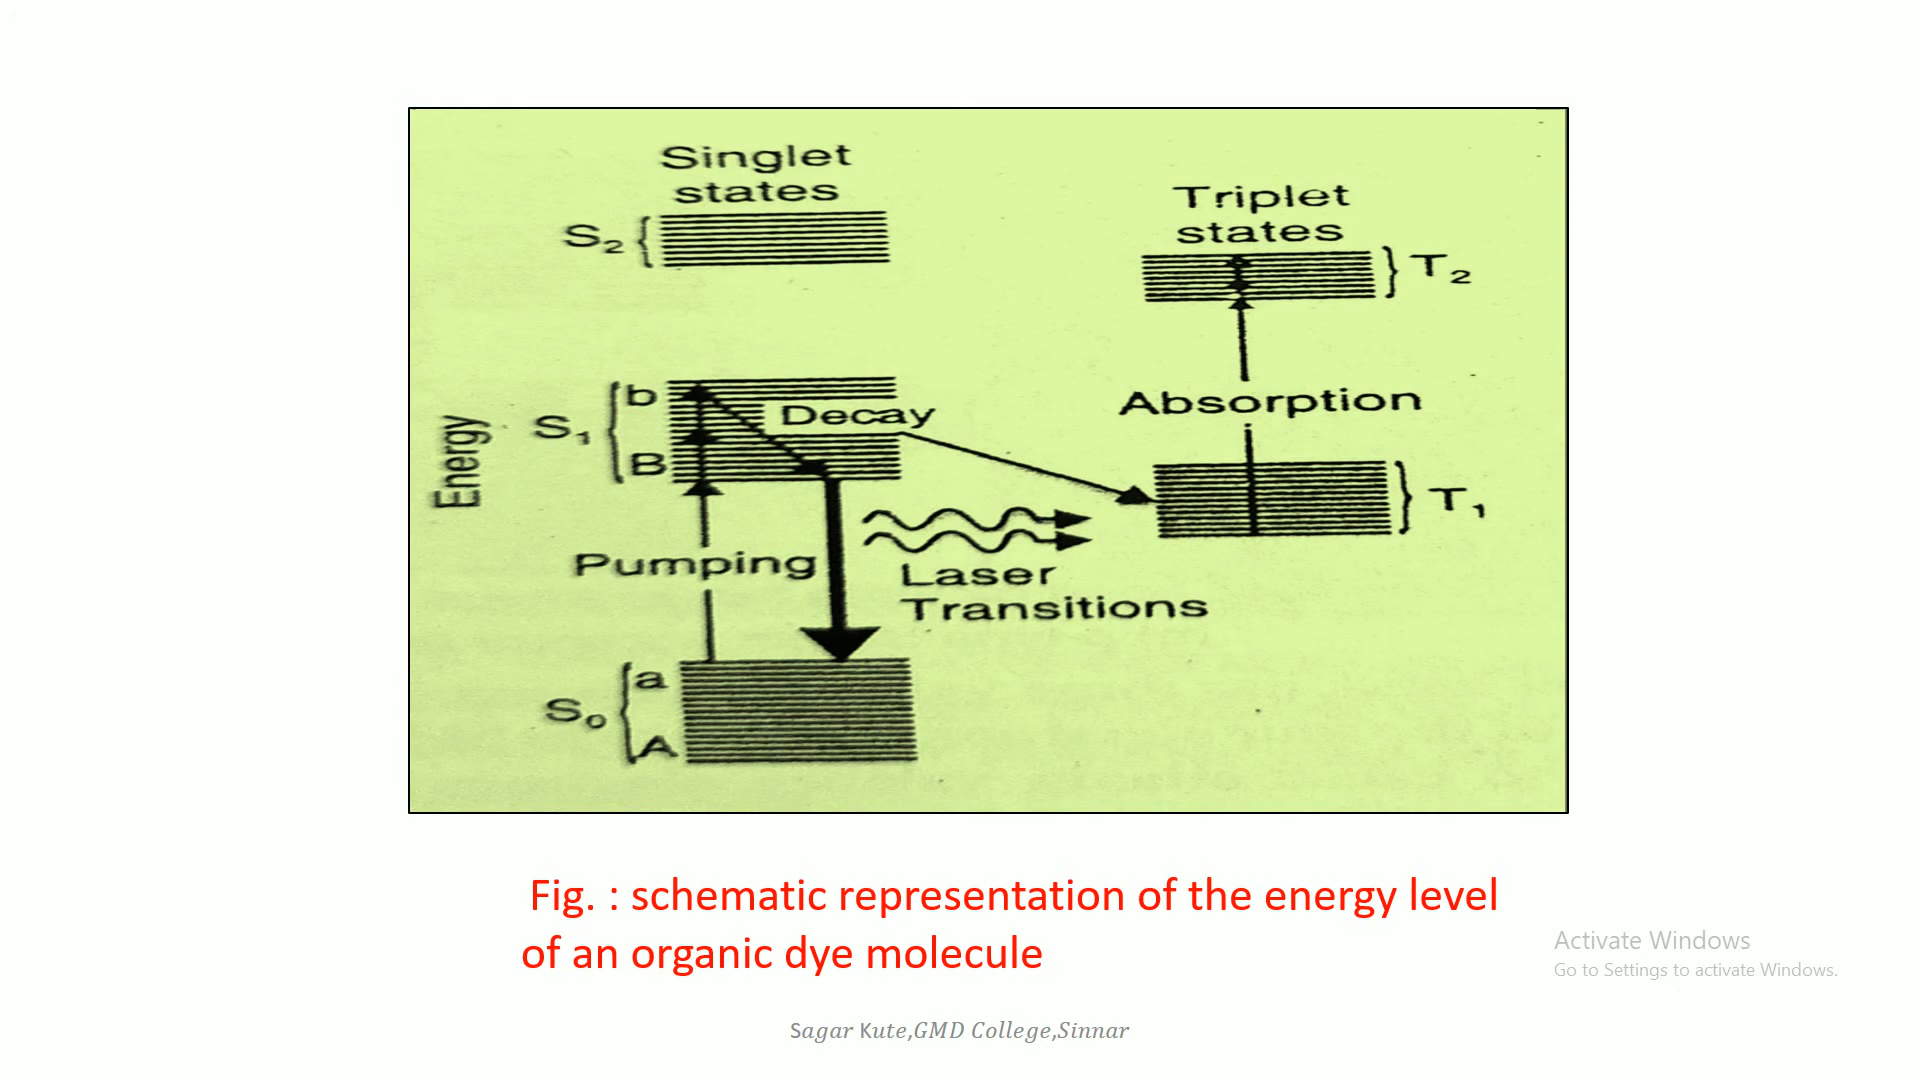 Singlet
states
S₂
Triplet
states
T₂
b
Decay
Absorption
Energy
S₁
B
T₁
Pumping
Laser
Transitions
a
S₀
A
Fig. : schematic representation of the energy level
of an organic dye molecule
Activate Windows
Go to Settings to activate Windows.
Sagar Kute,GMD College,Sinnar